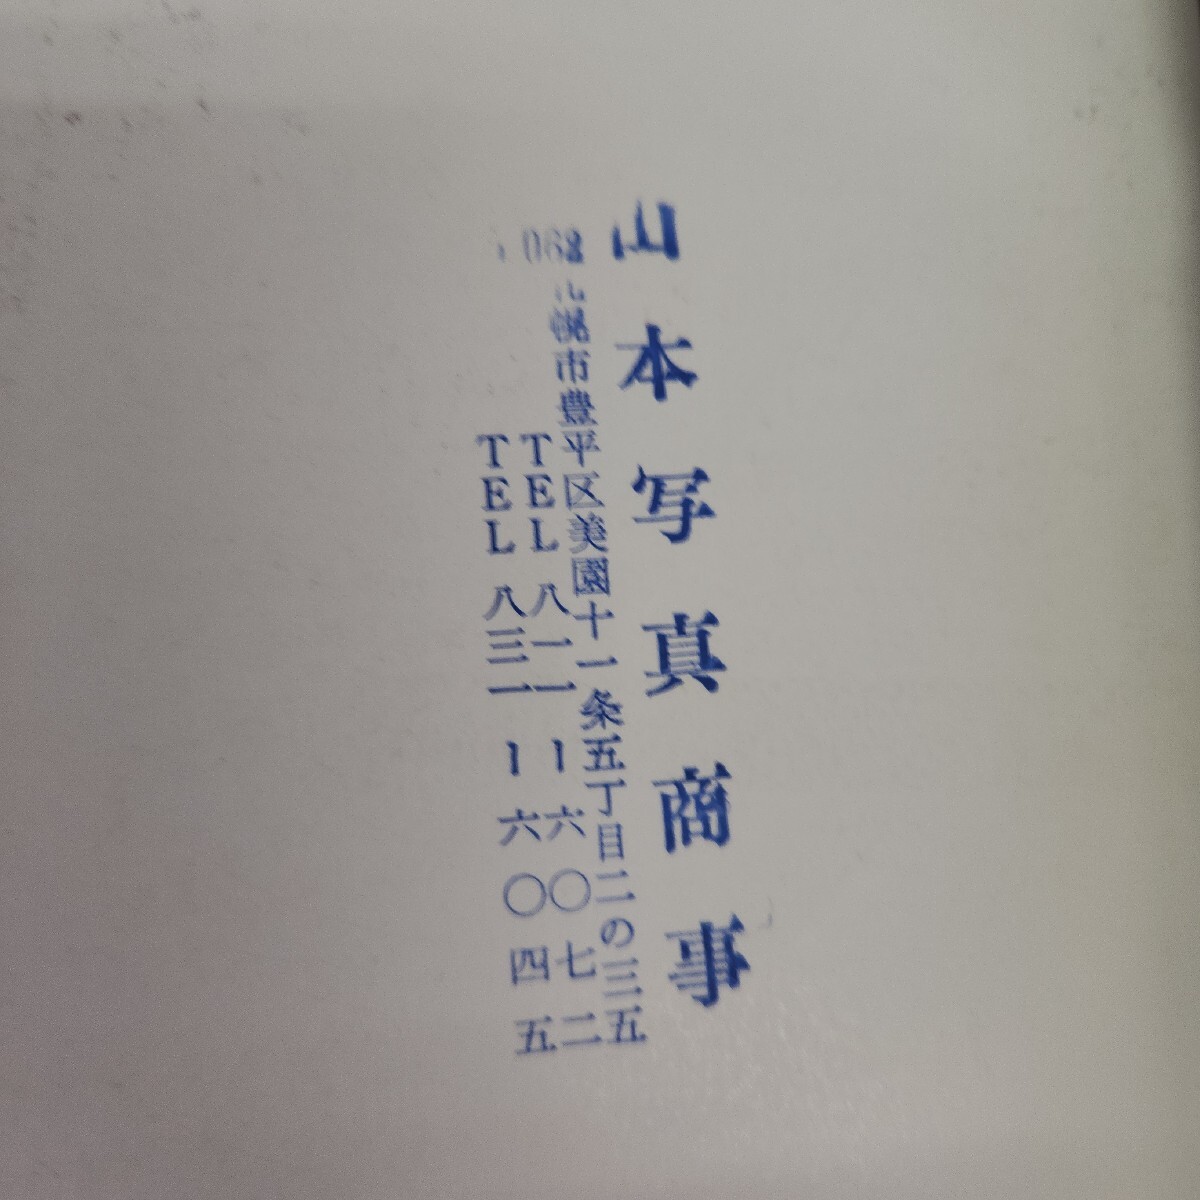 山本写真商事
062
札幌市豊平区美園十一条五丁目二の三五
TEL 八一一ー六〇七二
TEL 八三一ー六〇四五